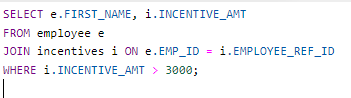 SELECT e.FIRST_NAME, i.INCENTIVE_AMT
FROM employee e
JOIN incentives i ON e.EMP_ID = i.EMPLOYEE_REF_ID
WHERE i.INCENTIVE_AMT > 3000;